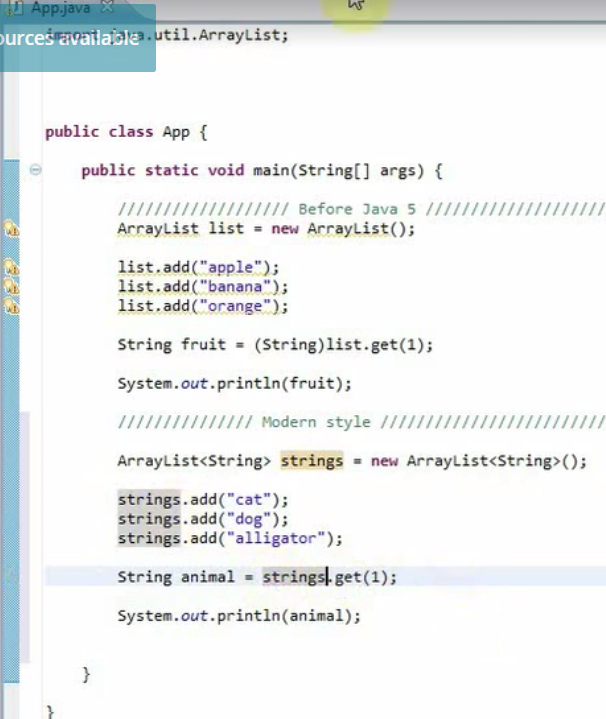 App.java
ources available
import java.util.ArrayList;
public class App {
public static void main(String[] args) {
/////////////////// Before Java 5 ////////////////////
ArrayList list = new ArrayList();
list.add("apple");
list.add("banana");
list.add("orange");
String fruit = (String)list.get(1);
System.out.println(fruit);
/////////////// Modern style /////////////////////////
ArrayList<String> strings = new ArrayList<String>();
strings.add("cat");
strings.add("dog");
strings.add("alligator");
String animal = strings.get(1);
System.out.println(animal);
}
}